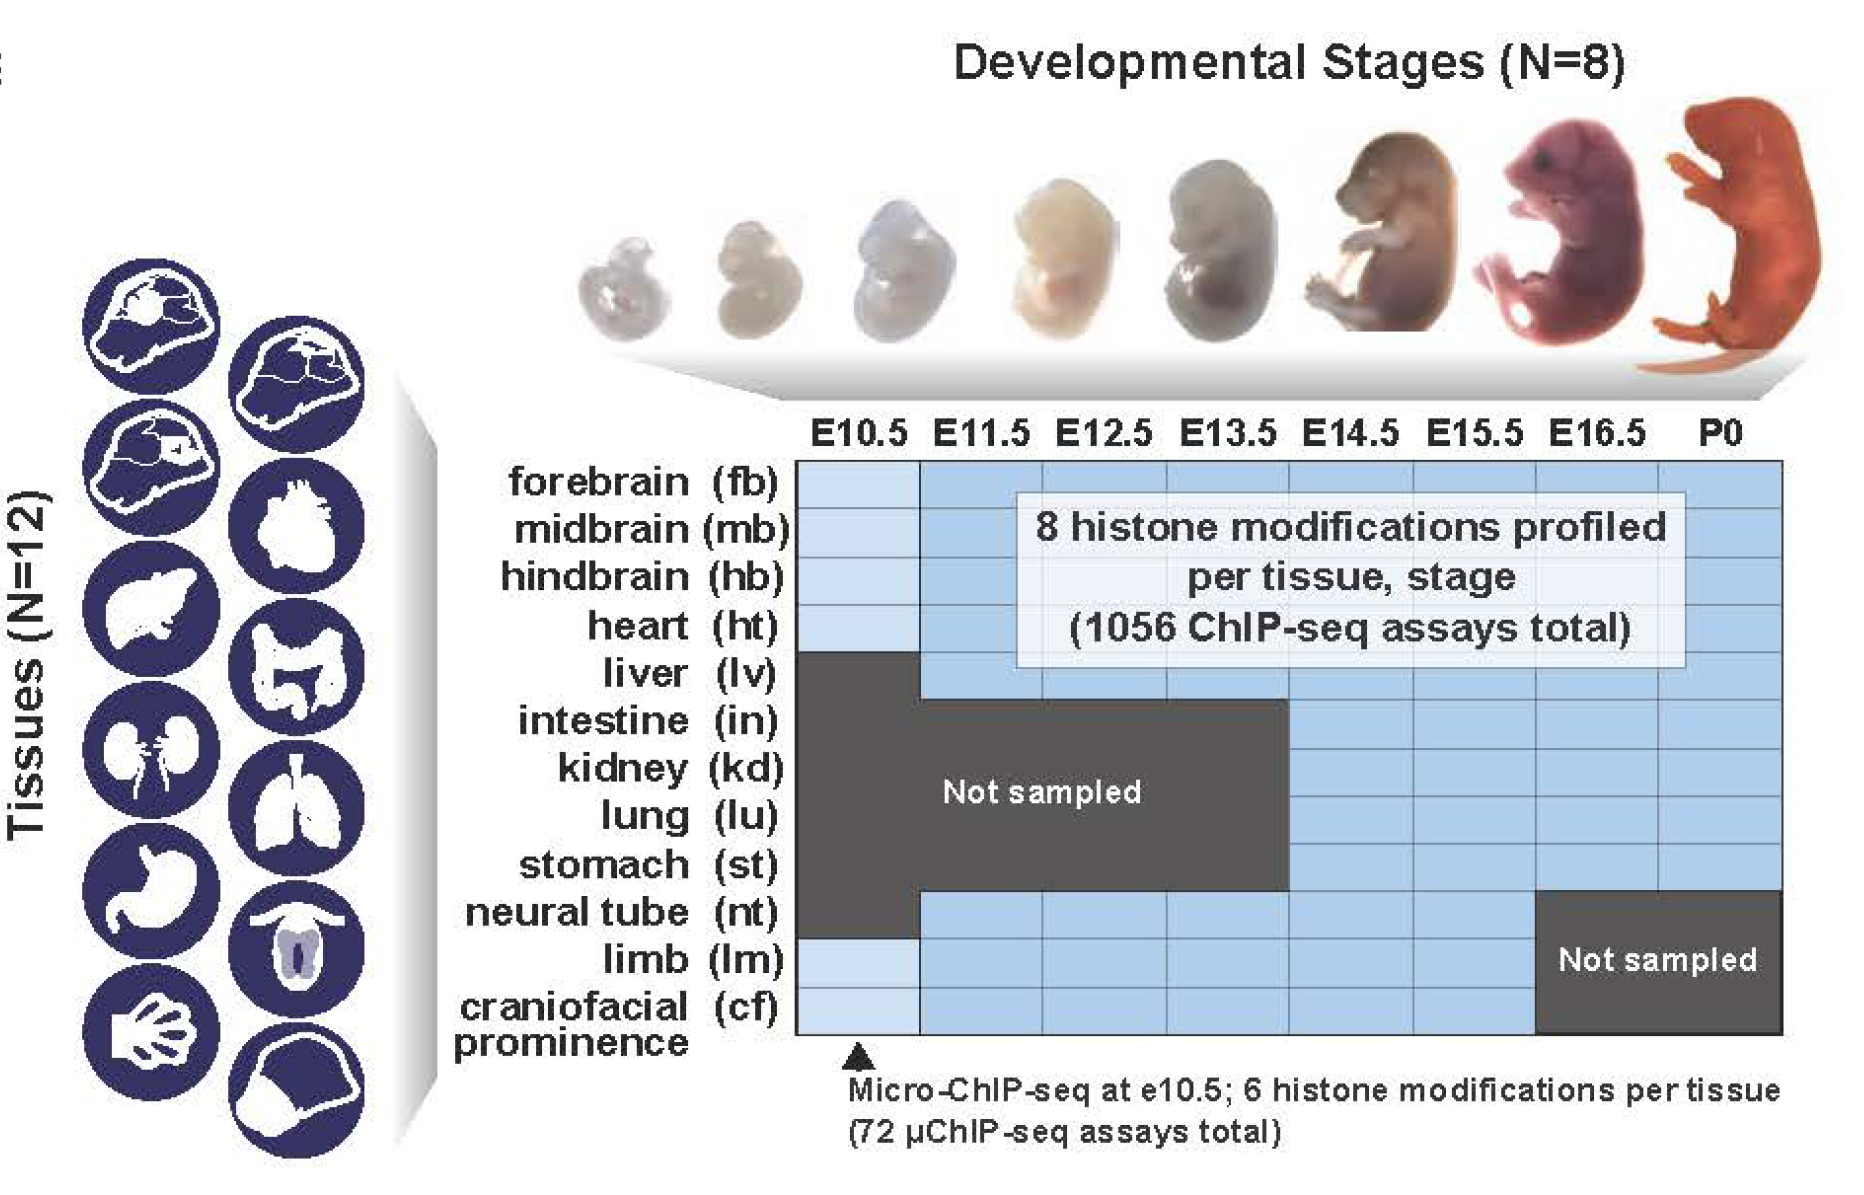 Developmental Stages (N=8)
Tissues (N=12)
E10.5 E11.5 E12.5 E13.5 E14.5 E15.5 E16.5 P0
forebrain (fb)
midbrain (mb)
hindbrain (hb)
heart (ht)
liver (lv)
intestine (in)
kidney (kd)
lung (lu)
stomach (st)
neural tube (nt)
limb (lm)
craniofacial (cf)
prominence
8 histone modifications profiled
per tissue, stage
(1056 ChIP-seq assays total)
Not sampled
Not sampled
Micro-ChIP-seq at e10.5; 6 histone modifications per tissue
(72 µChIP-seq assays total)